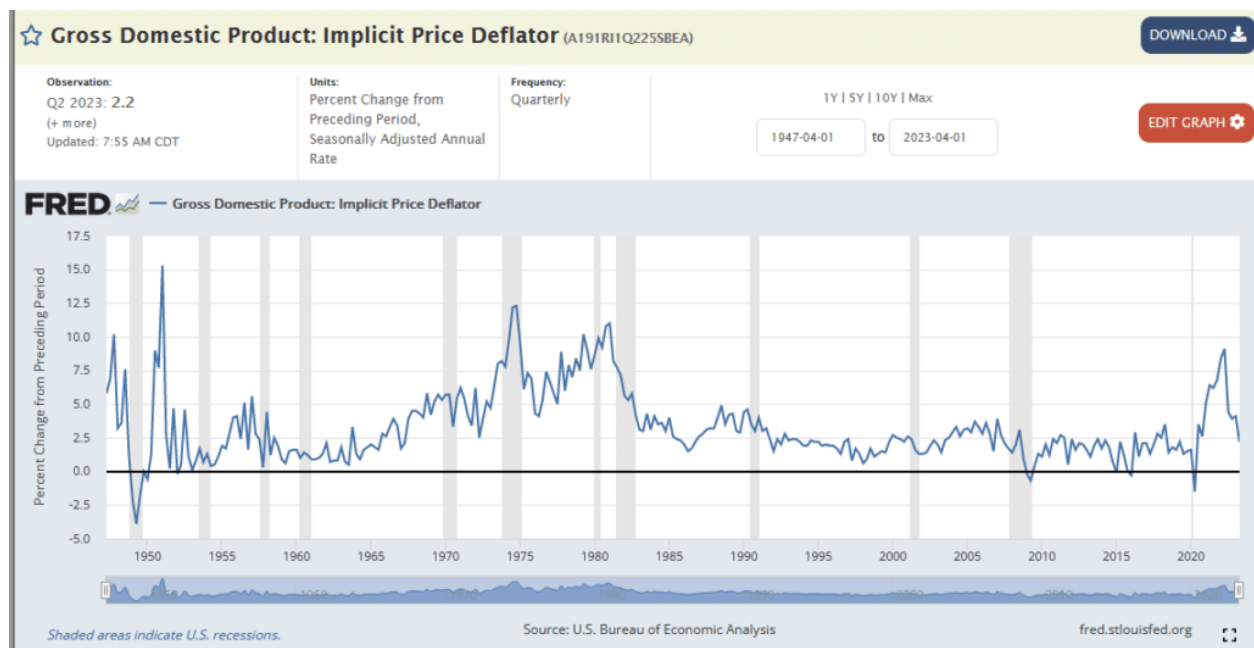 Gross Domestic Product: Implicit Price Deflator (A191RI1Q225SBEA)
DOWNLOAD
Observation:
Q2 2023: 2.2
(+ more)
Updated: 7:55 AM CDT
Units:
Percent Change from
Preceding Period,
Seasonally Adjusted Annual
Rate
Frequency:
Quarterly
1Y | 5Y | 10Y | Max
1947-04-01 to 2023-04-01
EDIT GRAPH
FRED — Gross Domestic Product: Implicit Price Deflator
Percent Change from Preceding Period
17.5
15.0
12.5
10.0
7.5
5.0
2.5
0.0
-2.5
-5.0
1950 1955 1960 1965 1970 1975 1980 1985 1990 1995 2000 2005 2010 2015 2020
Shaded areas indicate U.S. recessions.
Source: U.S. Bureau of Economic Analysis
fred.stlouisfed.org